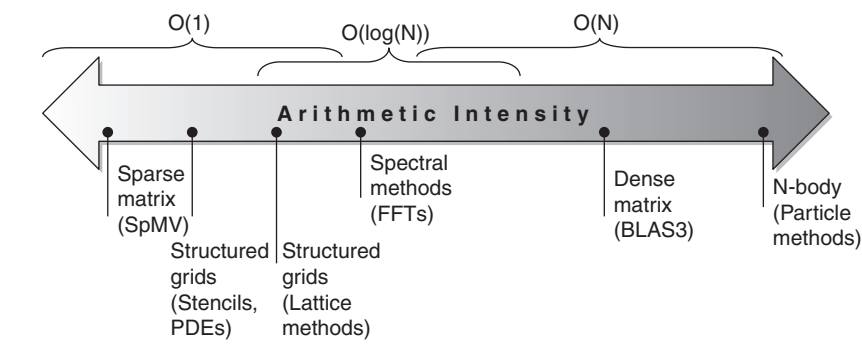 O(1)
O(log(N))
O(N)
Arithmetic Intensity
Sparse
matrix
(SpMV)
Structured
grids
(Stencils,
PDEs)
Structured
grids
(Lattice
methods)
Spectral
methods
(FFTs)
Dense
matrix
(BLAS3)
N-body
(Particle
methods)